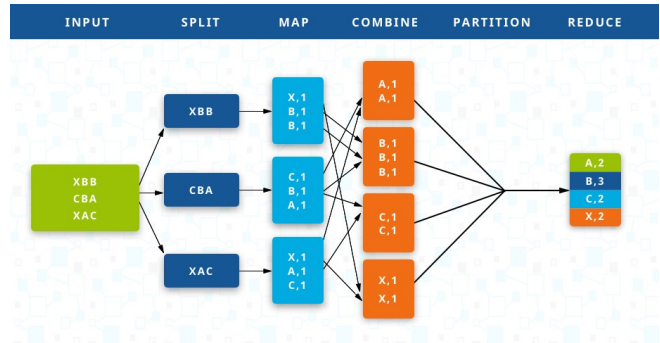 INPUT SPLIT MAP COMBINE PARTITION REDUCE
XBB
CBA
XAC
XBB
CBA
XAC
X,1
B,1
B,1
C,1
B,1
A,1
X,1
A,1
C,1
A,1
A,1
B,1
B,1
B,1
C,1
C,1
X,1
X,1
A,2
B,3
C,2
X,2